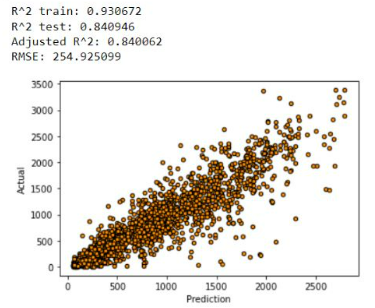 R^2 train: 0.930672
R^2 test: 0.840946
Adjusted R^2: 0.840062
RMSE: 254.925099
3500
3000
2500
2000
1500
1000
500
0
Actual
0 500 1000 1500 2000 2500
Prediction